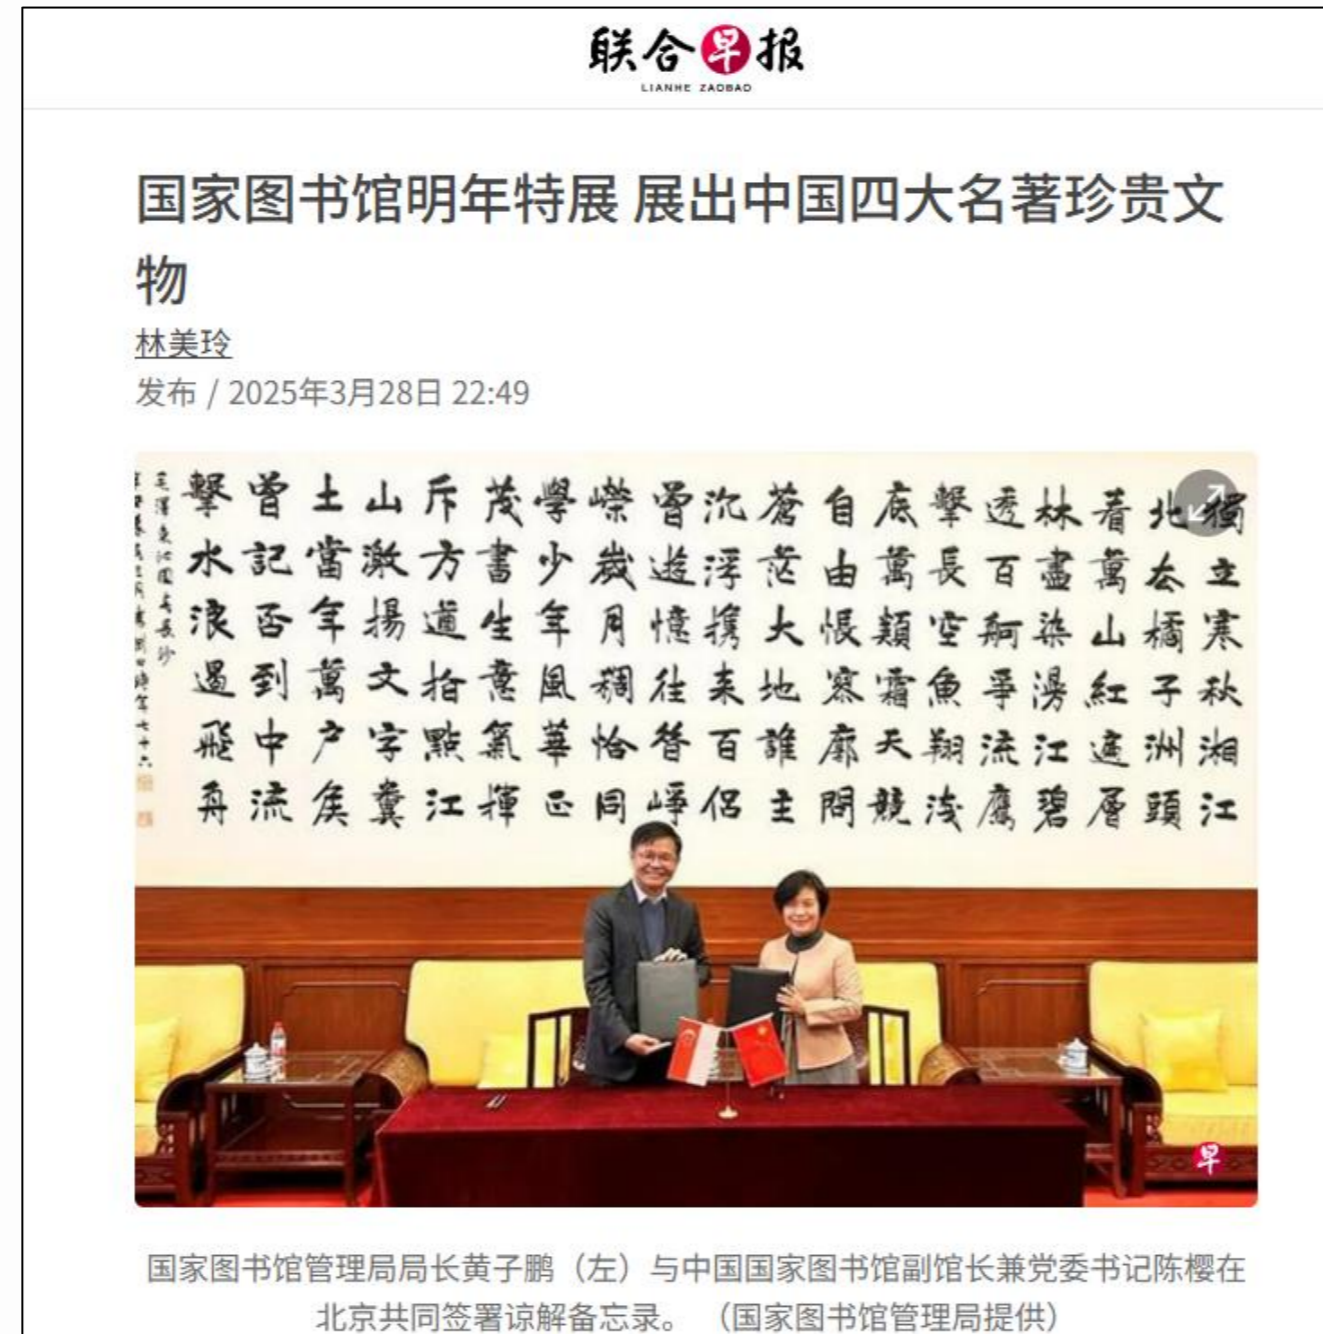 联合早报
LIANHE ZAOBAO
国家图书馆明年特展 展出中国四大名著珍贵文
物
林美玲
发布 / 2025年3月28日 22:49
獨立寒秋湘江
北去橘子洲頭
看萬山紅遍層
林盡染漫江碧
透百舸爭流鷹
擊長空魚翔淺
底萬類霜天競
自由悵寥廓問
蒼茫大地誰主
沉浮携來百侶
曾遊憶往昔崢
嶸歲月稠恰同
學少年風華正
茂書生意氣揮
斥方遒指點江
山激揚文字糞
土當年萬户侯
曾記否到中流
擊水浪遏飛舟
毛澤東沁園春長沙
早
国家图书馆管理局局长黄子鹏（左）与中国国家图书馆副馆长兼党委书记陈樱在
北京共同签署谅解备忘录。 （国家图书馆管理局提供）